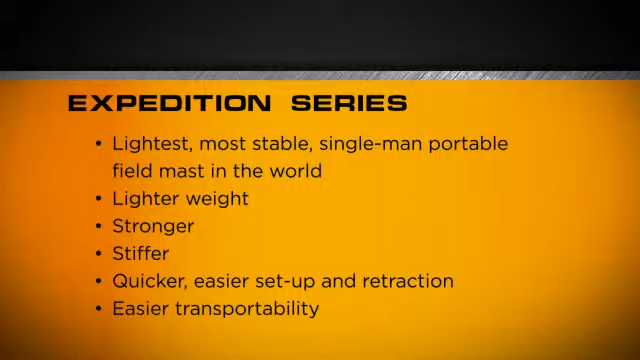 EXPEDITION SERIES
• Lightest, most stable, single-man portable
field mast in the world
• Lighter weight
• Stronger
• Stiffer
• Quicker, easier set-up and retraction
• Easier transportability